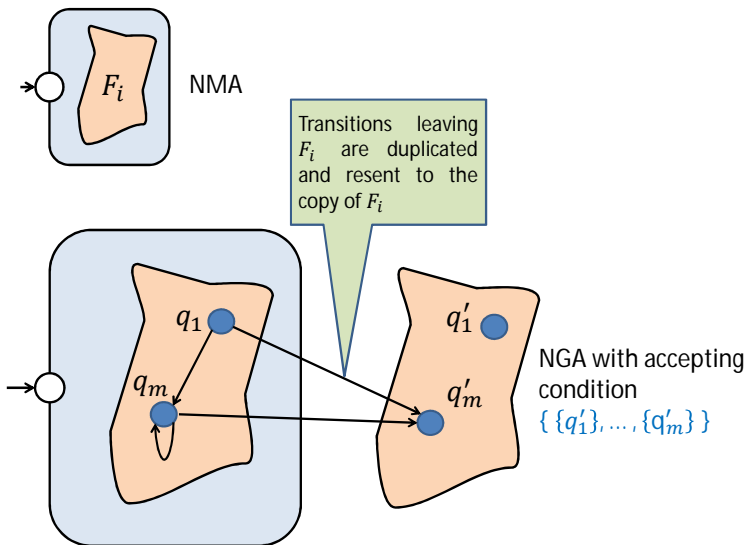 F_i
NMA
Transitions leaving
F_i are duplicated
and resent to the
copy of F_i
q_1
q_m
q′_1
q′_m
NGA with accepting
condition
{ {q′_1}, … , {q′_m} }